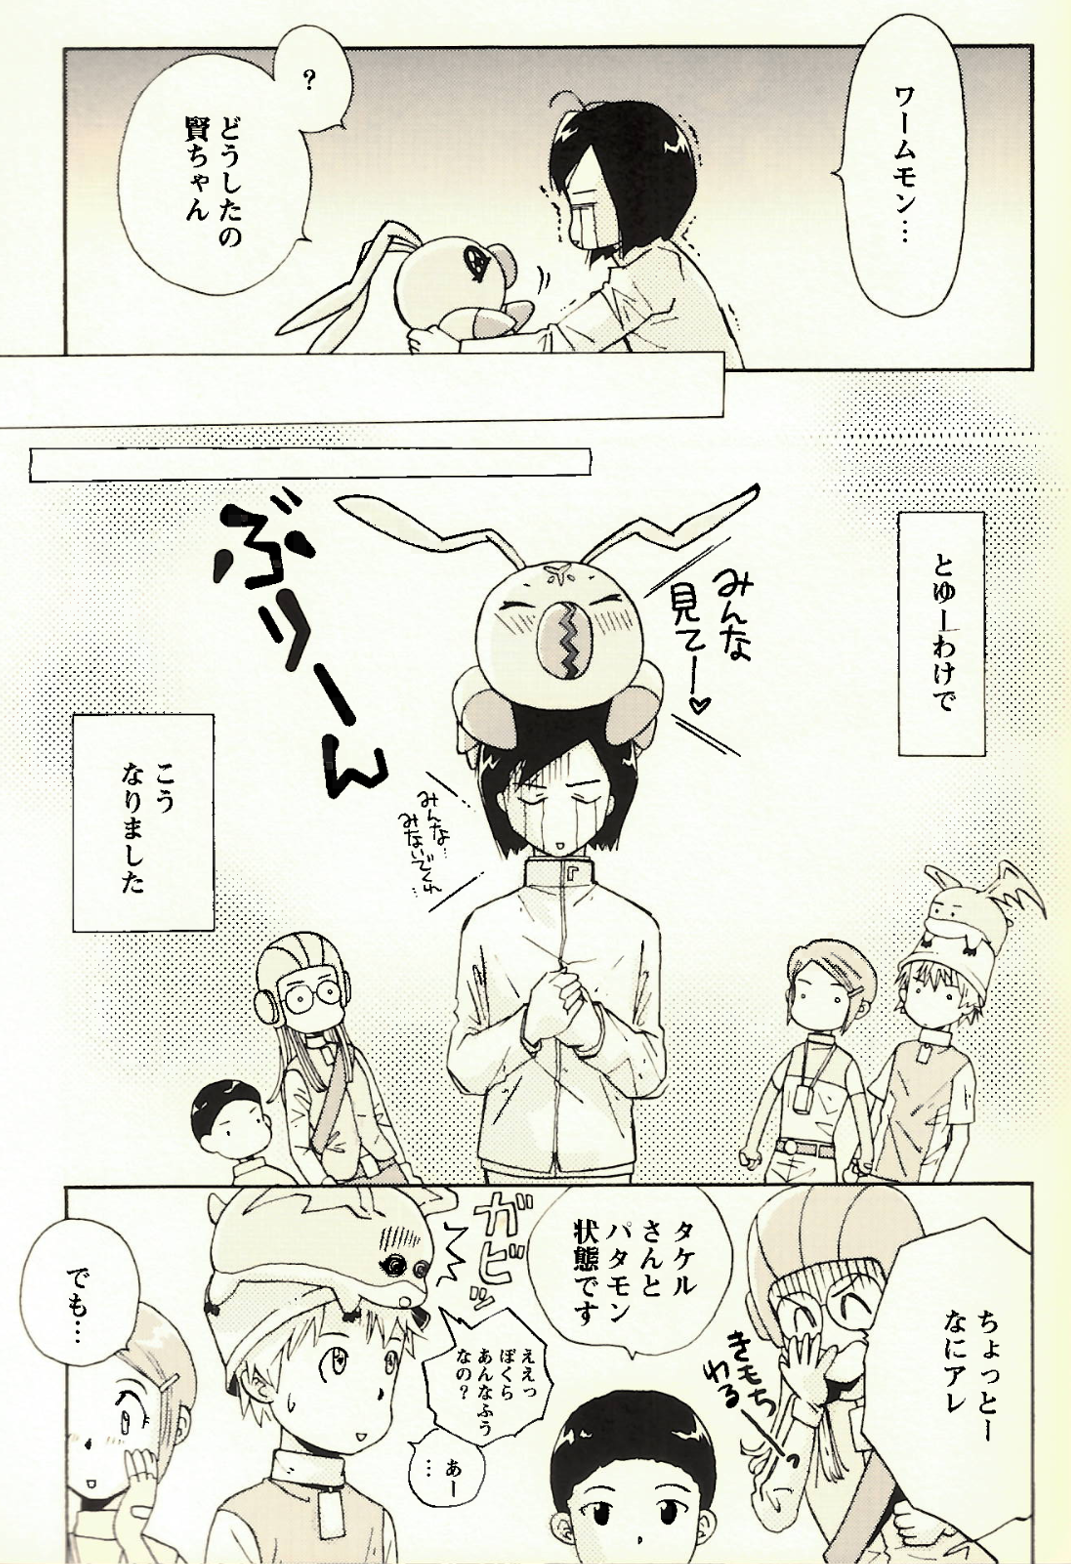 ワームモン…
?
どうしたの
賢ちゃん
とゆーわけで
みんな
見てー♡
ぶりーん
みんな…
みないでくれ
…
こう
なりました
ちょっとー
なにアレ
きモち
わるーっ
タケル
さんと
パタモン
状態です
ガビーッ
ええっ
ぼくら
あんなふう
なの?
あー
…
でも…